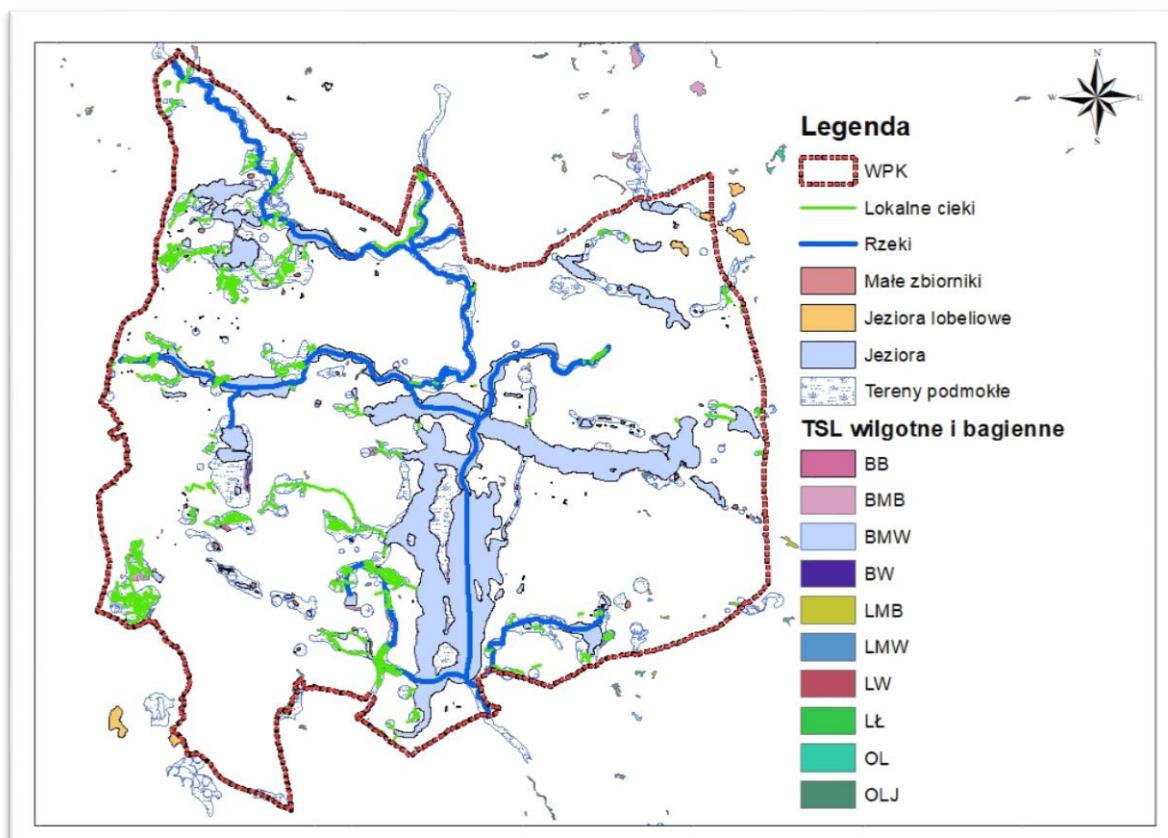 N
W
E
S
Legenda
WPK
Lokalne cieki
Rzeki
Małe zbiorniki
Jeziora lobeliowe
Jeziora
Tereny podmokłe
TSL wilgotne i bagienne
BB
BMB
BMW
BW
LMB
LMW
LW
LŁ
OL
OLJ